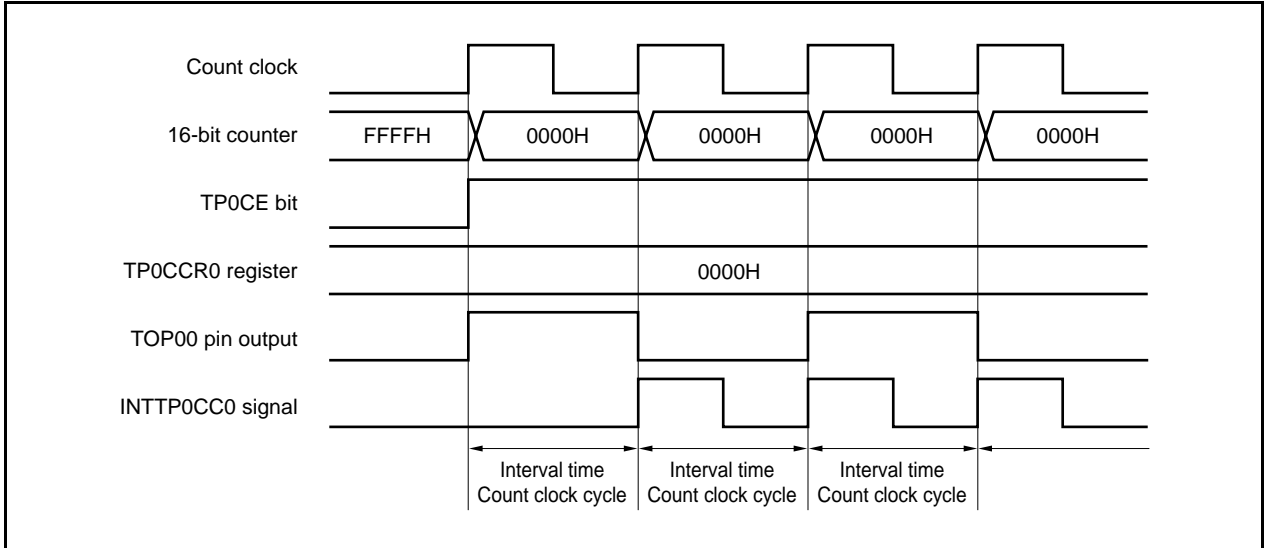 Count clock
16-bit counter
FFFFH
0000H
0000H
0000H
0000H
TP0CE bit
TP0CCR0 register
0000H
TOP00 pin output
INTTP0CC0 signal
Interval time
Count clock cycle
Interval time
Count clock cycle
Interval time
Count clock cycle